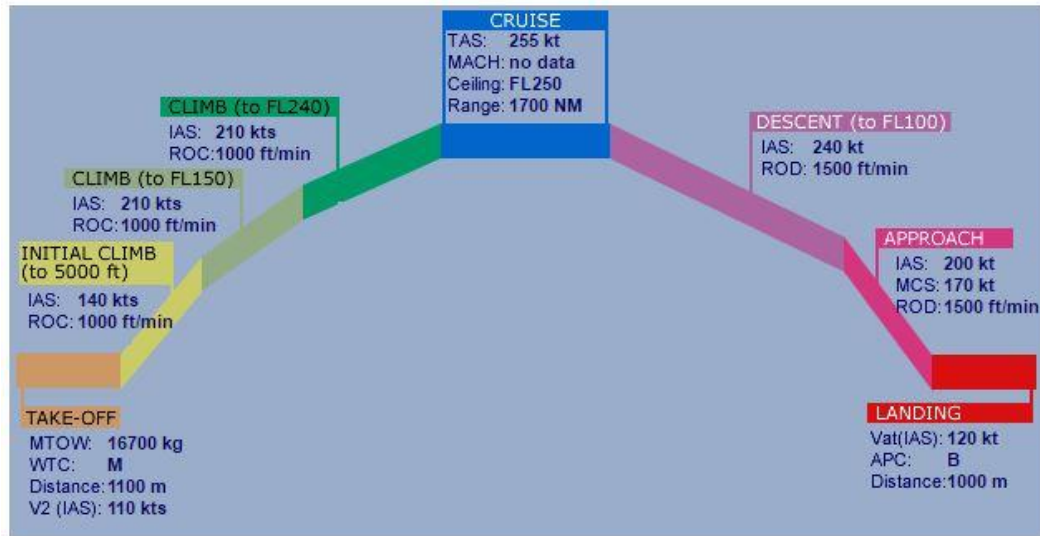 CRUISE
TAS: 255 kt
MACH: no data
Ceiling: FL250
Range: 1700 NM
CLIMB (to FL240)
IAS: 210 kts
ROC: 1000 ft/min
CLIMB (to FL150)
IAS: 210 kts
ROC: 1000 ft/min
INITIAL CLIMB
(to 5000 ft)
IAS: 140 kts
ROC: 1000 ft/min
TAKE-OFF
MTOW: 16700 kg
WTC: M
Distance: 1100 m
V2 (IAS): 110 kts
DESCENT (to FL100)
IAS: 240 kt
ROD: 1500 ft/min
APPROACH
IAS: 200 kt
MCS: 170 kt
ROD: 1500 ft/min
LANDING
Vat(IAS): 120 kt
APC: B
Distance: 1000 m